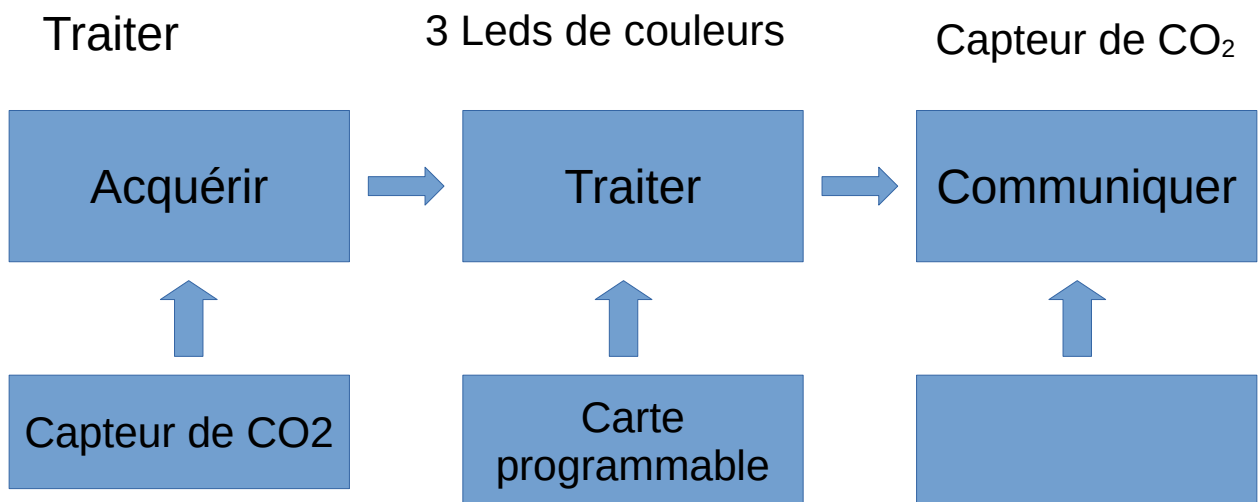 Traiter
3 Leds de couleurs
Capteur de CO₂
Acquérir
Traiter
Communiquer
Capteur de CO2
Carte
programmable